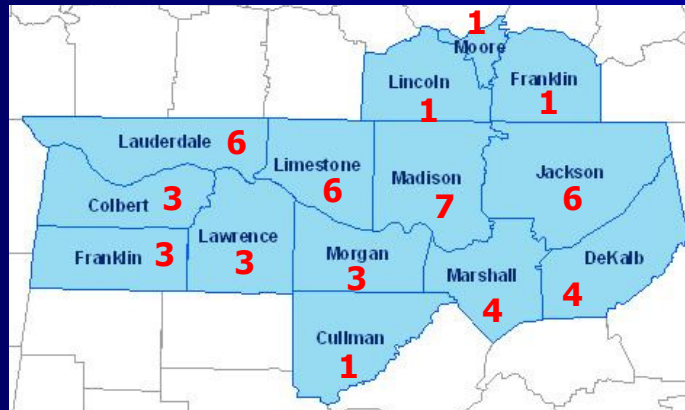 1
Moore
Lincoln
1
Franklin
1
Lauderdale 6
Limestone
6
Madison
7
Jackson
6
Colbert 3
Lawrence
3
Franklin 3
Morgan
3
Marshall
4
DeKalb
4
Cullman
1